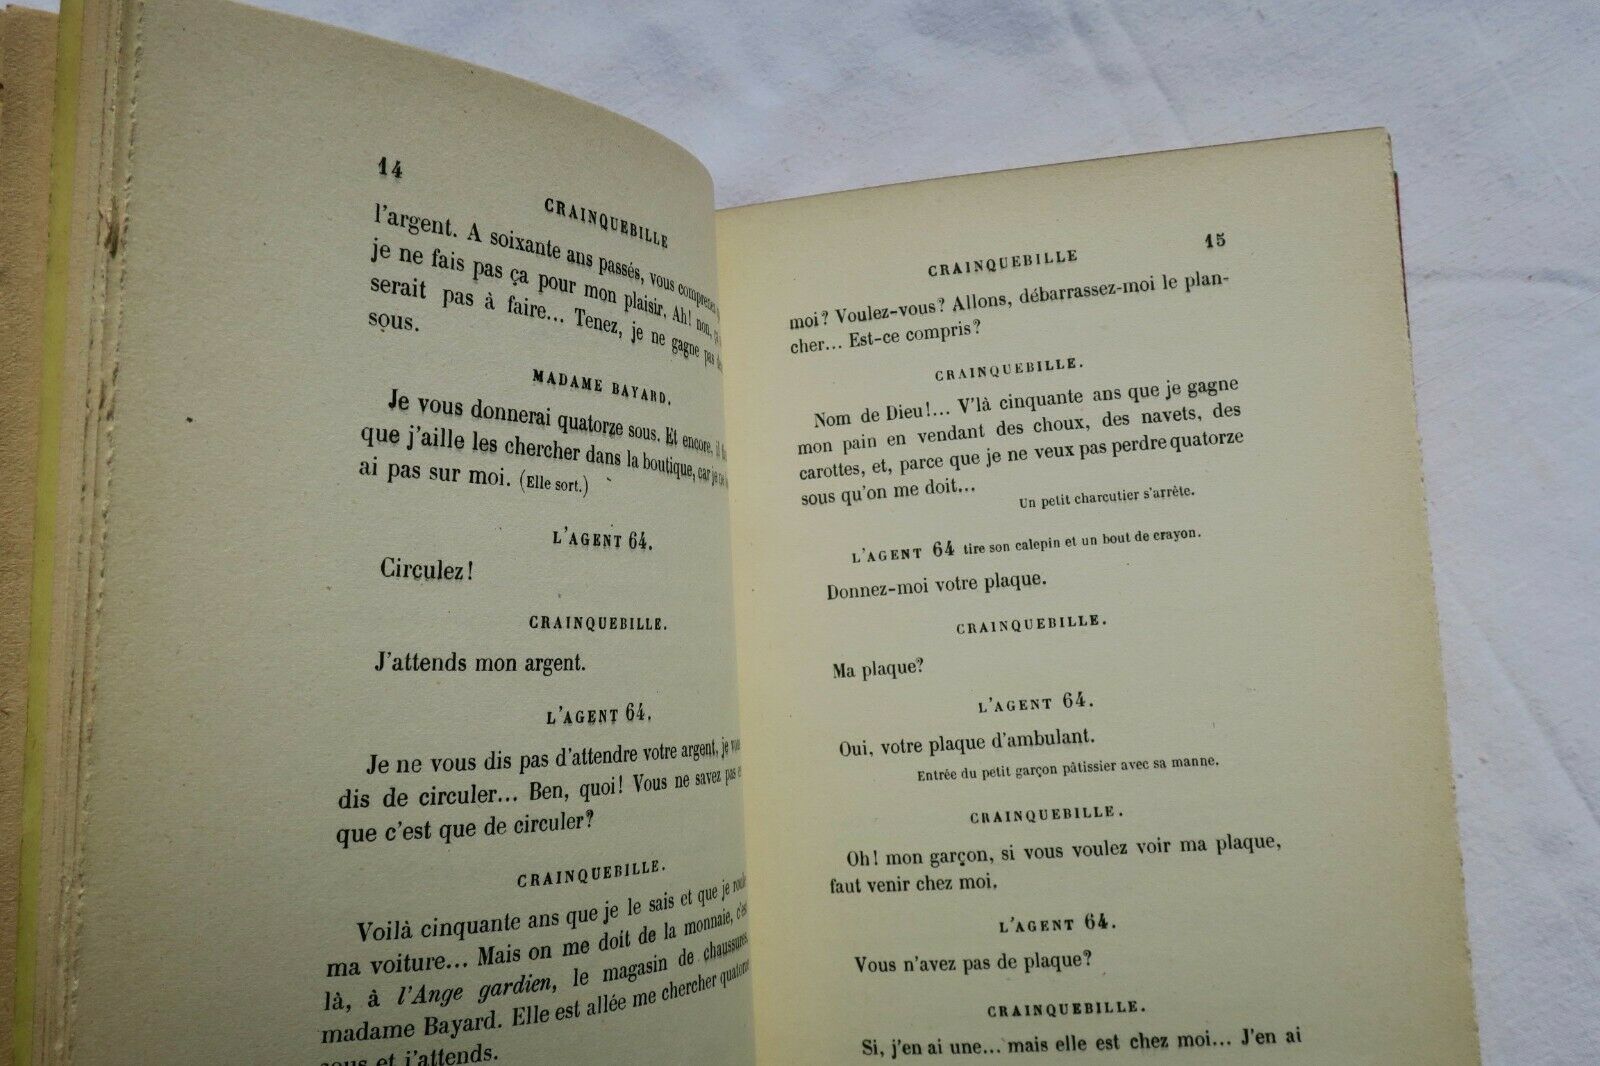 14
CRAINQUEBILLE
l'argent. A soixante ans passés, vous
je ne fais pas ça pour mon plaisir. Ah! non,
serait pas à faire... Tenez, je ne gagne pas
sous.
MADAME BAYARD.
Je vous donnerai quatorze sous. Et encore, il
que j'aille les chercher dans la boutique, car je
ai pas sur moi. (Elle sort.)
L'AGENT 64.
Circulez!
CRAINQUEBILLE.
J'attends mon argent.
L'AGENT 64.
Je ne vous dis pas d'attendre votre argent, je
dis de circuler... Ben, quoi! Vous ne savez pas
que c'est que de circuler?
CRAINQUEBILLE.
Voilà cinquante ans que je le sais et que je
ma voiture... Mais on me doit de la monnaie, c'est
là, à l'Ange gardien, le magasin de chaussures
madame Bayard. Elle est allée me chercher quatorze
sous et j'attends.
CRAINQUEBILLE
15
moi? Voulez-vous? Allons, débarrassez-moi le plan-
cher... Est-ce compris?
CRAINQUEBILLE.
Nom de Dieu!... V'là cinquante ans que je gagne
mon pain en vendant des choux, des navets, des
carottes, et, parce que je ne veux pas perdre quatorze
sous qu'on me doit...
Un petit charcutier s'arrête.
L'AGENT 64 tire son calepin et un bout de crayon.
Donnez-moi votre plaque.
CRAINQUEBILLE.
Ma plaque?
L'AGENT 64.
Oui, votre plaque d'ambulant.
Entrée du petit garçon pâtissier avec sa manne.
CRAINQUEBILLE.
Oh! mon garçon, si vous voulez voir ma plaque,
faut venir chez moi.
L'AGENT 64.
Vous n'avez pas de plaque?
CRAINQUEBILLE.
Si, j'en ai une... mais elle est chez moi... J'en ai